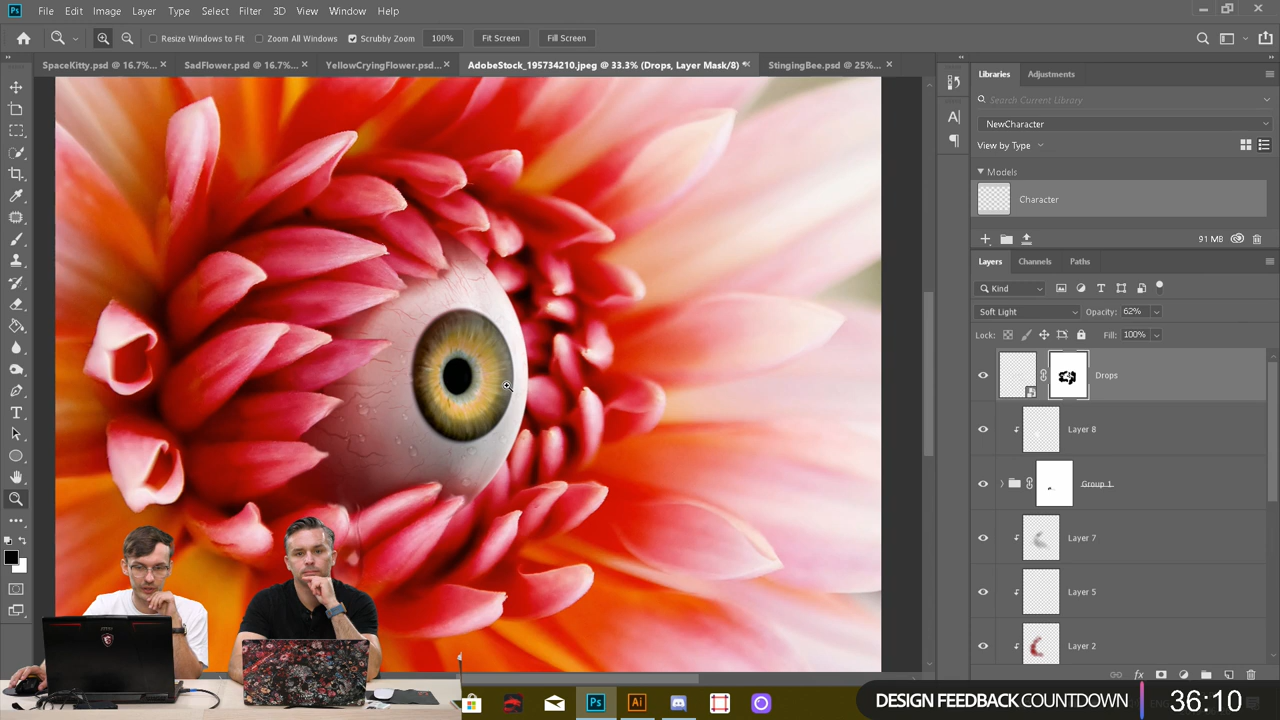 Ps File Edit Image Layer Type Select Filter 3D View Window Help
Resize Windows to Fit Zoom All Windows Scrubby Zoom 100% Fit Screen Fill Screen
SpaceKitty.psd @ 16.7%... × SadFlower.psd @ 16.7%... × YellowCryingFlower.psd... × AdobeStock_195734210.jpeg @ 33.3% (Drops, Layer Mask/8) * × StingingBee.psd @ 25%... ×
Libraries Adjustments
Search Current Library
NewCharacter
View by Type
Models
Character
91 MB
Layers Channels Paths
Kind
Soft Light Opacity: 62%
Lock: Fill: 100%
Drops
Layer 8
Group 1
Layer 7
Layer 5
Layer 2
fx
Ps Ai
DESIGN FEEDBACK COUNTDOWN 36:10